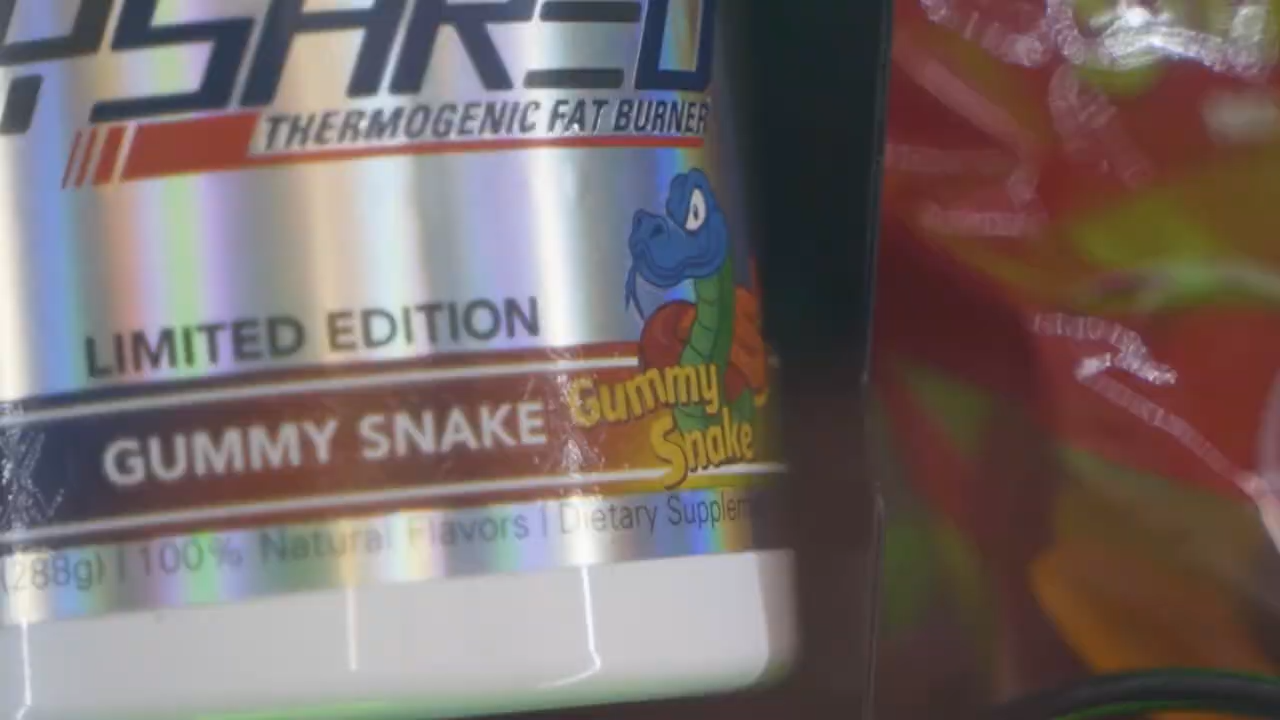 THERMOGENIC FAT BURNER
LIMITED EDITION
GUMMY SNAKE
Gummy
Snake
(288g) | 100% Natural Flavors | Dietary